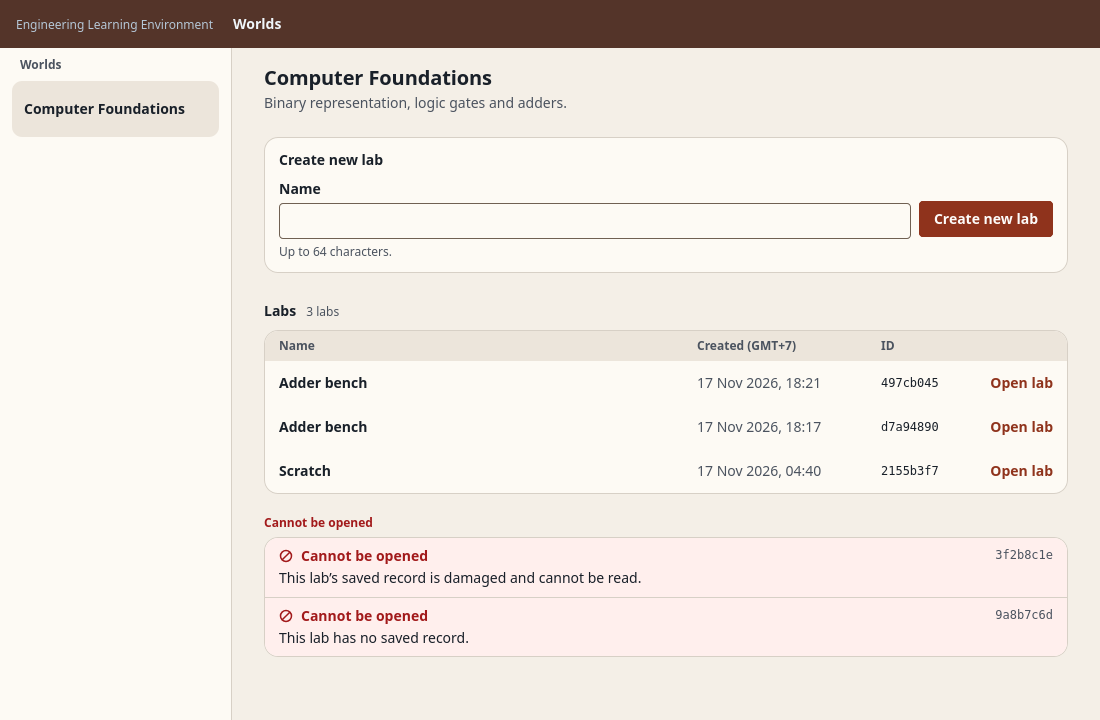 Engineering Learning Environment Worlds
Worlds
Computer Foundations
Computer Foundations
Binary representation, logic gates and adders.
Create new lab
Name
Create new lab
Up to 64 characters.
Labs 3 labs
Name Created (GMT+7) ID
Adder bench 17 Nov 2026, 18:21 497cb045 Open lab
Adder bench 17 Nov 2026, 18:17 d7a94890 Open lab
Scratch 17 Nov 2026, 04:40 2155b3f7 Open lab
Cannot be opened
Cannot be opened 3f2b8c1e
This lab’s saved record is damaged and cannot be read.
Cannot be opened 9a8b7c6d
This lab has no saved record.